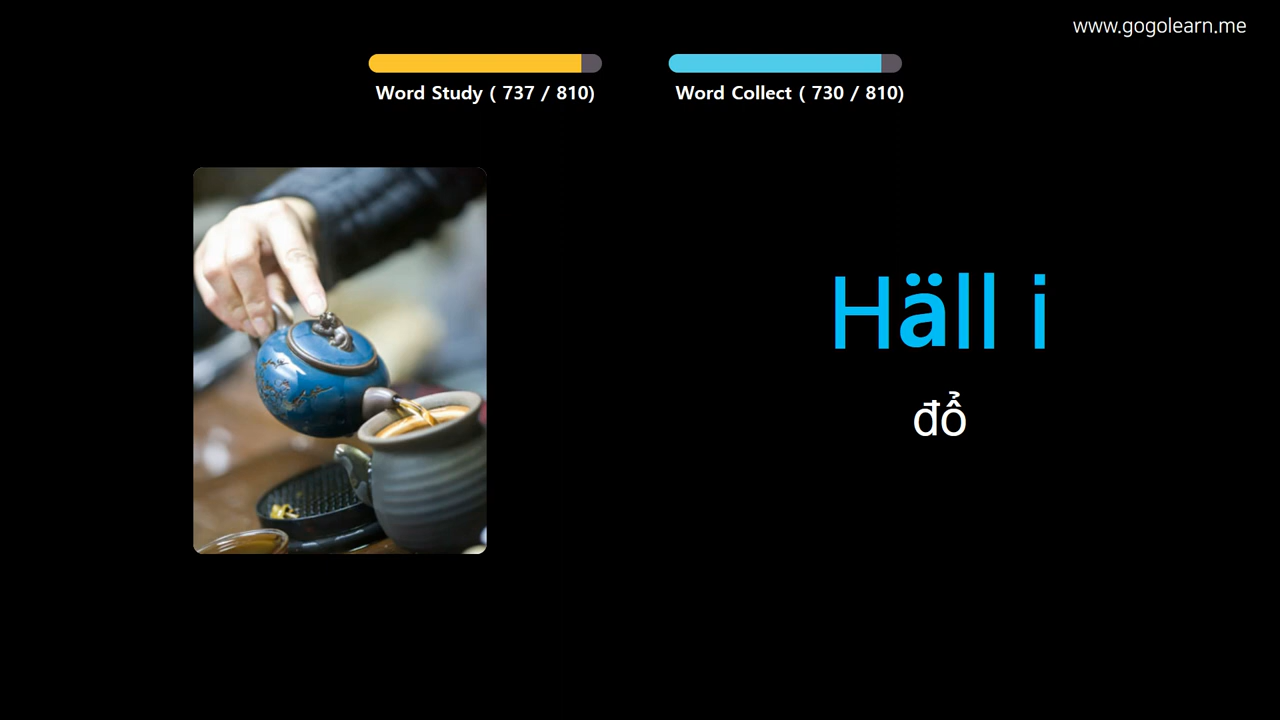 www.gogolearn.me
Word Study ( 737 / 810)
Word Collect ( 730 / 810)
Häll i
đổ